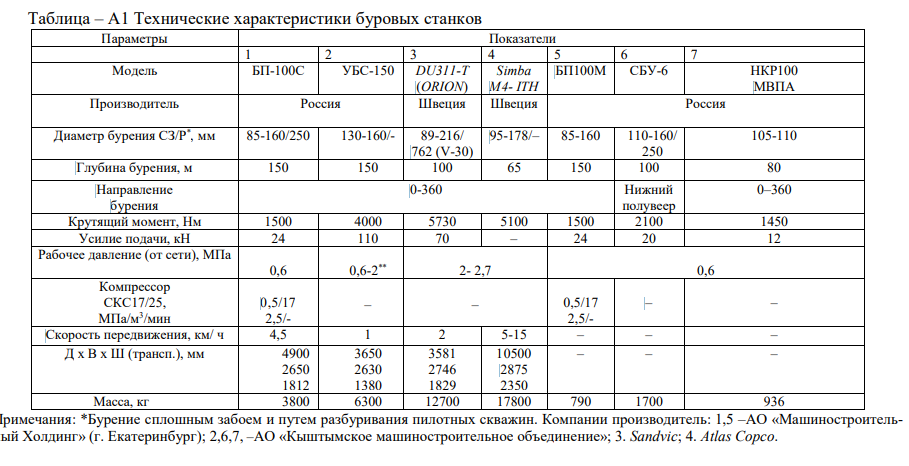 Таблица – А1 Технические характеристики буровых станков
Параметры Показатели
1 2 3 4 5 6 7
Модель БП-100С УБС-150 DU311-T (ORION) Simba M4- ITH БП100М СБУ-6 НКР100 МВПА
Производитель Россия Швеция Швеция Россия
Диаметр бурения СЗ/Р*, мм 85-160/250 130-160/- 89-216/ 762 (V-30) 95-178/– 85-160 110-160/ 250 105-110
Глубина бурения, м 150 150 100 65 150 100 80
Направление бурения 0-360 Нижний полувеер 0–360
Крутящий момент, Нм 1500 4000 5730 5100 1500 2100 1450
Усилие подачи, кН 24 110 70 – 24 20 12
Рабочее давление (от сети), МПа 0,6 0,6-2** 2- 2,7 0,6
Компрессор СКС17/25, МПа/м³/мин 0,5/17 2,5/- – – 0,5/17 2,5/- – –
Скорость передвижения, км/ ч 4,5 1 2 5-15 – – –
Д х В х Ш (трансп.), мм 4900 2650 1812 3650 2630 1380 3581 2746 1829 10500 2875 2350 – – –
Масса, кг 3800 6300 12700 17800 790 1700 936
Примечания: *Бурение сплошным забоем и путем разбуривания пилотных скважин. Компании производитель: 1,5 –АО «Машиностроитель-
ный Холдинг» (г. Екатеринбург); 2,6,7, –АО «Кыштымское машиностроительное объединение»; 3. Sandvic; 4. Atlas Copco.